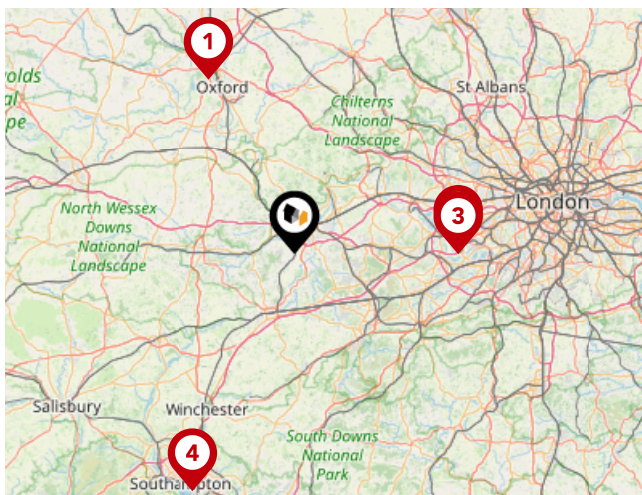 1
Oxford
St Albans
olds
al
pe
Chilterns
National
Landscape
North Wessex
Downs
National
Landscape
3
London
Salisbury
Winchester
4
Southampton
South Downs
National
Park